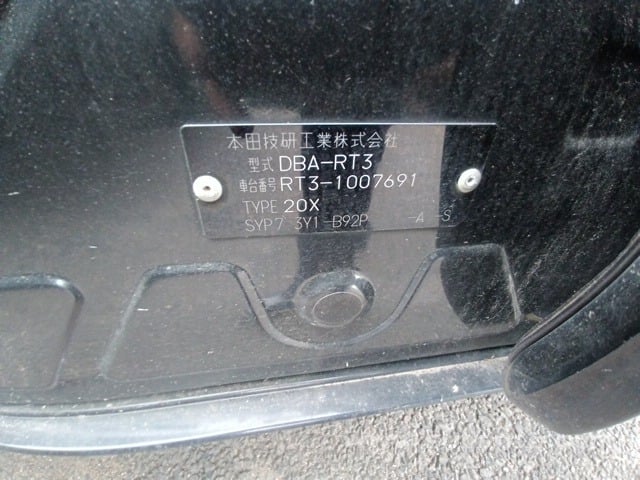 本田技研工業株式会社
型式 DBA-RT3
車台番号 RT3-1007691
TYPE 20X
SYP7 3Y1-B92P -A -S